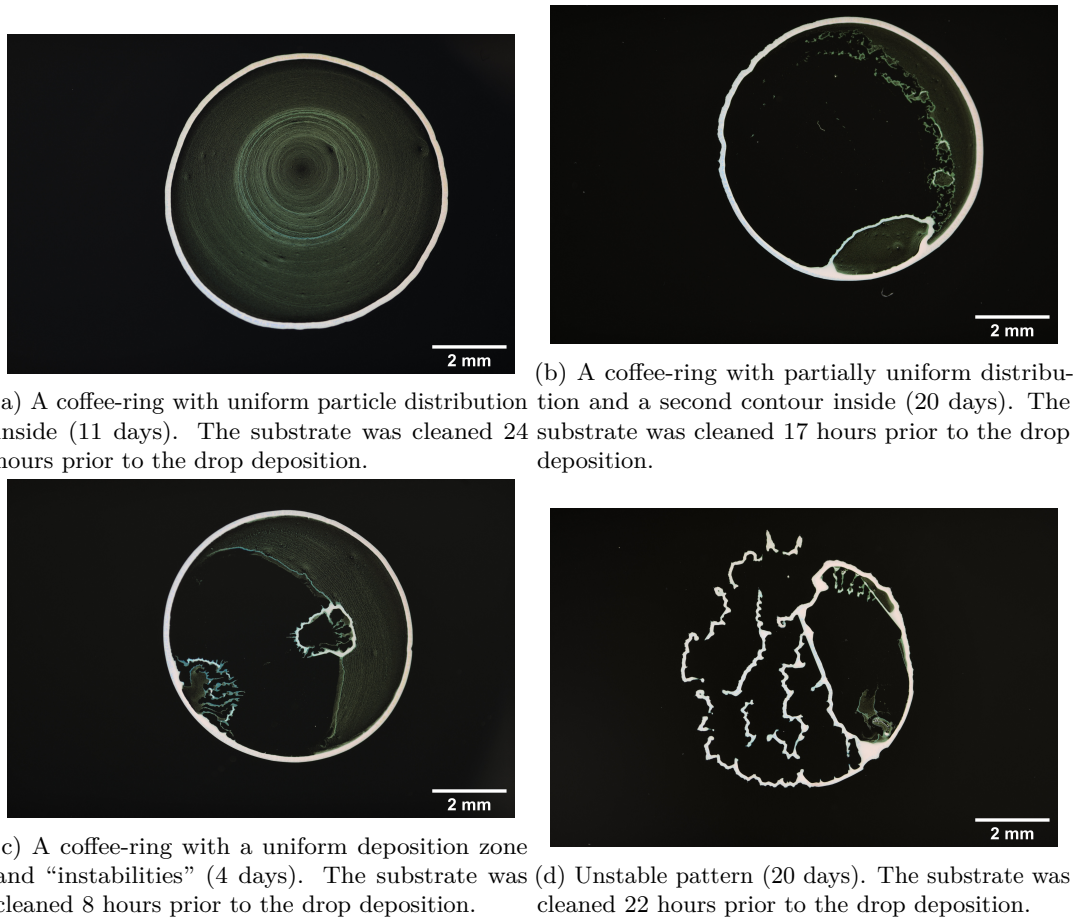 2 mm
2 mm
a) A coffee-ring with uniform particle distribution
inside (11 days). The substrate was cleaned 24
hours prior to the drop deposition.
(b) A coffee-ring with partially uniform distribu-
tion and a second contour inside (20 days). The
substrate was cleaned 17 hours prior to the drop
deposition.
2 mm
2 mm
c) A coffee-ring with a uniform deposition zone
and “instabilities” (4 days). The substrate was
cleaned 8 hours prior to the drop deposition.
(d) Unstable pattern (20 days). The substrate was
cleaned 22 hours prior to the drop deposition.